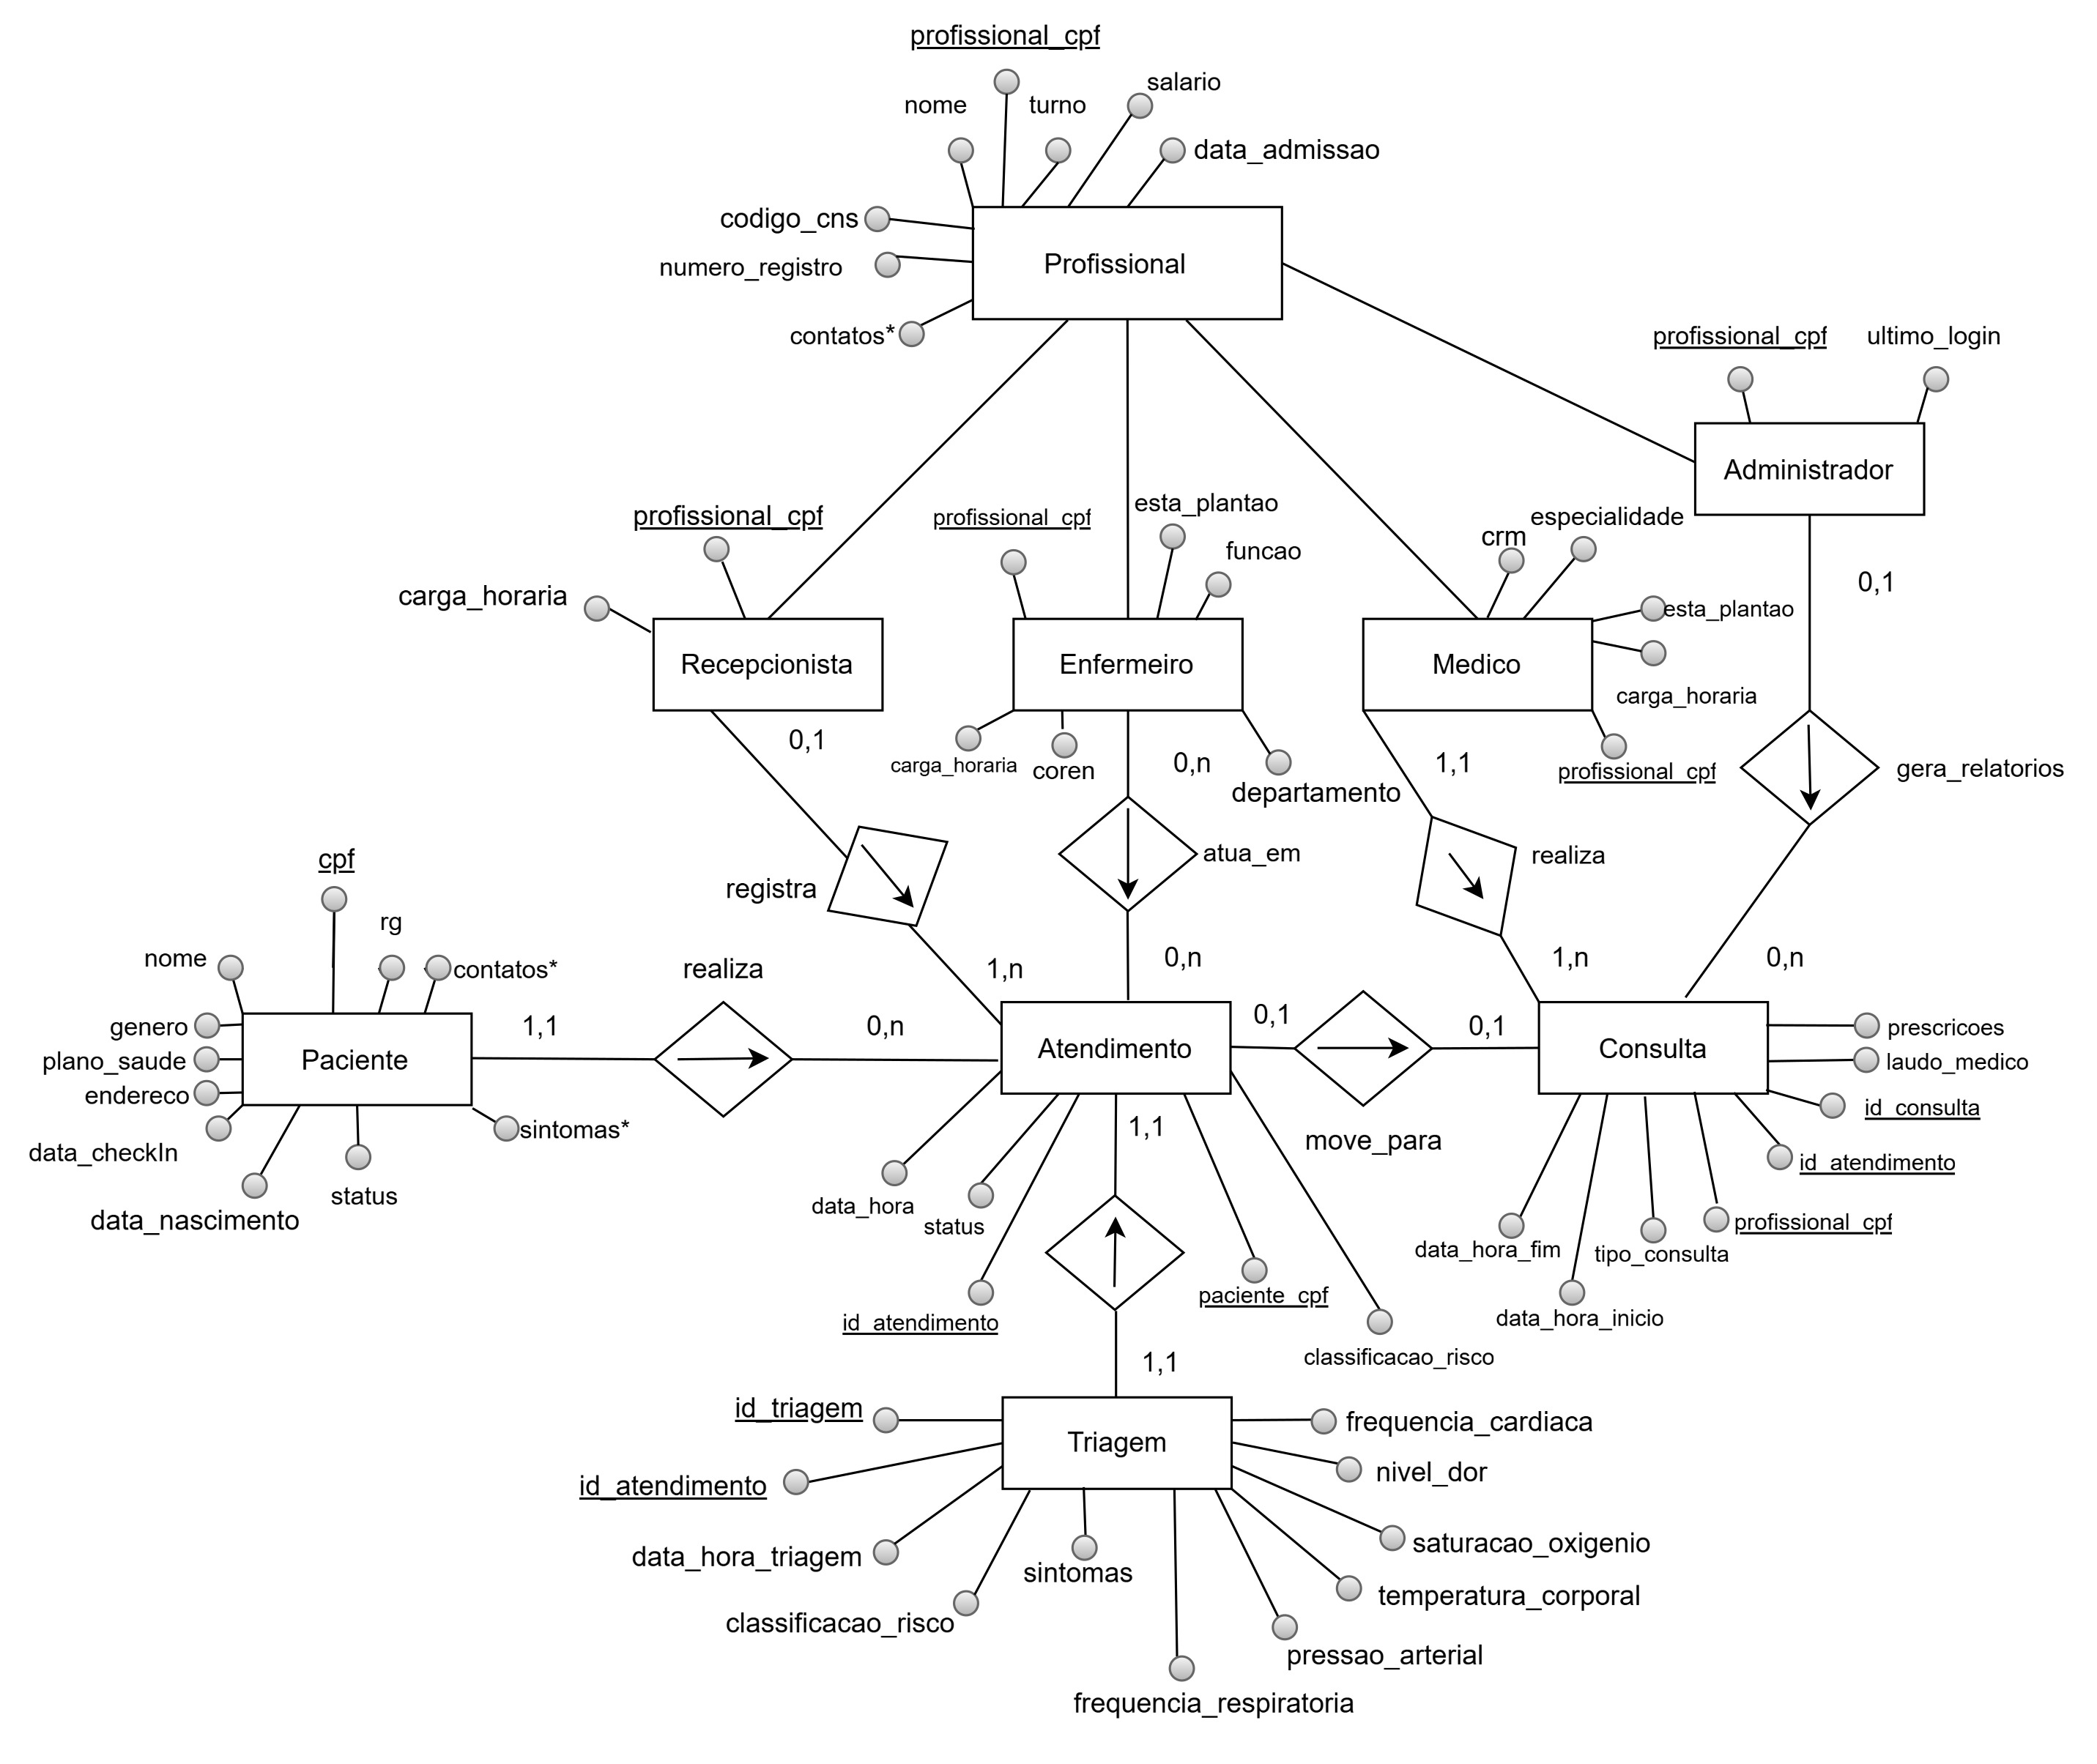 profissional_cpf
salario
nome
turno
data_admissao
codigo_cns
numero_registro
Profissional
contatos*
profissional_cpf
ultimo_login
Administrador
profissional_cpf
profissional_cpf
esta_plantao
especialidade
crm
funcao
0,1
carga_horaria
esta_plantao
Recepcionista
Enfermeiro
Medico
carga_horaria
0,1
carga_horaria
coren
0,n
departamento
1,1
profissional_cpf
gera_relatorios
cpf
registra
atua_em
realiza
rg
nome
contatos*
realiza
1,n
0,n
1,n
0,n
genero
plano_saude
endereco
Paciente
1,1
0,n
Atendimento
0,1
0,1
Consulta
prescricoes
laudo_medico
id_consulta
data_checkIn
sintomas*
1,1
move_para
id_atendimento
data_nascimento
status
data_hora
status
profissional_cpf
data_hora_fim
tipo_consulta
id_atendimento
paciente_cpf
data_hora_inicio
classificacao_risco
1,1
id_triagem
Triagem
frequencia_cardiaca
nivel_dor
id_atendimento
data_hora_triagem
sintomas
saturacao_oxigenio
temperatura_corporal
classificacao_risco
pressao_arterial
frequencia_respiratoria